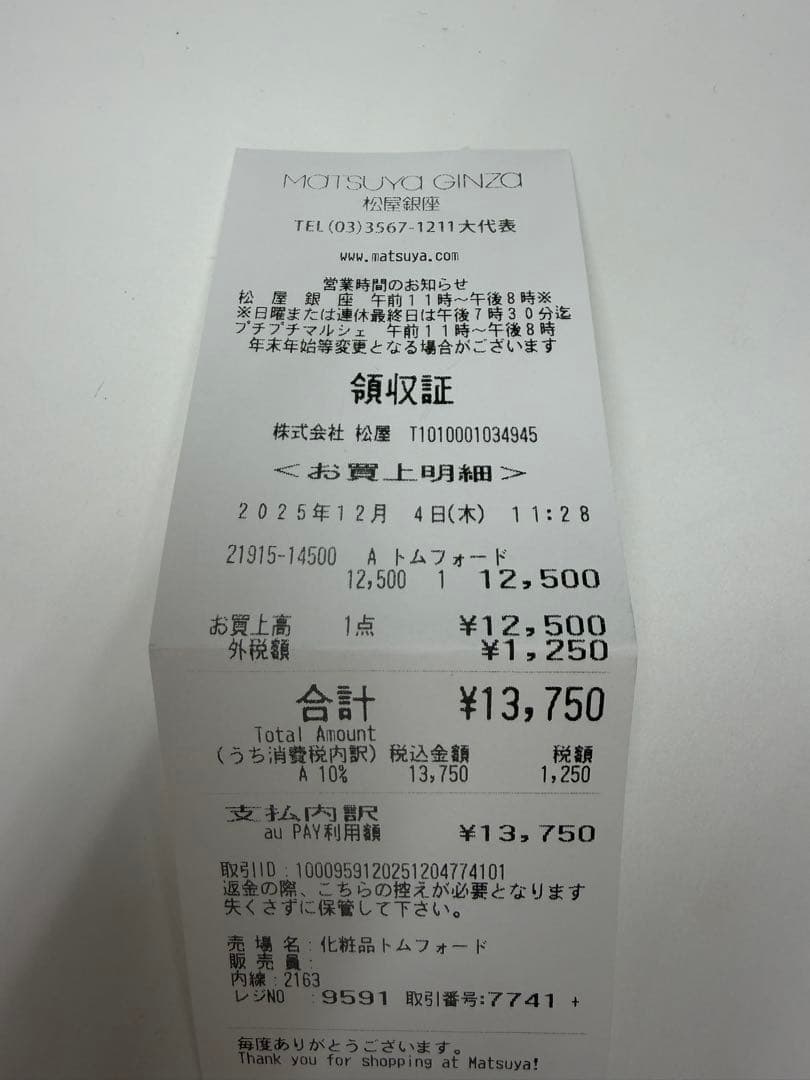 MATSUYA GINZA
松屋銀座
TEL(03)3567-1211大代表
www.matsuya.com
営業時間のお知らせ
松屋銀座 午前11時～午後8時※
※日曜または連休最終日は午後7時30分迄
プチプチマルシェ 午前11時～午後8時
年末年始等変更となる場合がございます
領収証
株式会社 松屋 T1010001034945
＜お買上明細＞
2025年12月 4日(木) 11:28
21915-14500 A トムフォード
12,500 1 12,500
お買上高 1点 ¥12,500
外税額 ¥1,250
合計 ¥13,750
Total Amount
(うち消費税内訳) 税込金額 税額
A 10% 13,750 1,250
支払内訳
au PAY利用額 ¥13,750
取引ID:1000959120251204774101
返金の際、こちらの控えが必要となります
失くさずに保管して下さい。
売場名:化粧品トムフォード
販売員:
内線:2163
レジNO :9591 取引番号:7741 +
毎度ありがとうございます。
Thank you for shopping at Matsuya!